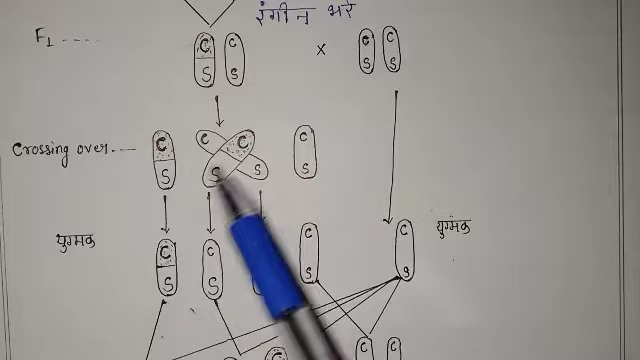 रंगीन भरे
F1 .....
C C × C C
S S S S
Crossing over...
C C C C
S S S S
युग्मक युग्मक
C C C C
S S S S
C C C